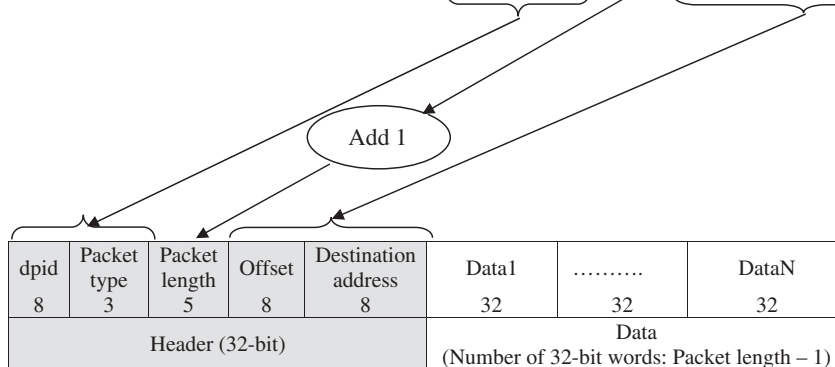 Add 1
dpid
8
Packet
type
3
Packet
length
5
Offset
8
Destination
address
8
Data1
32
..........
32
DataN
32
Header (32-bit)
Data
(Number of 32-bit words: Packet length – 1)